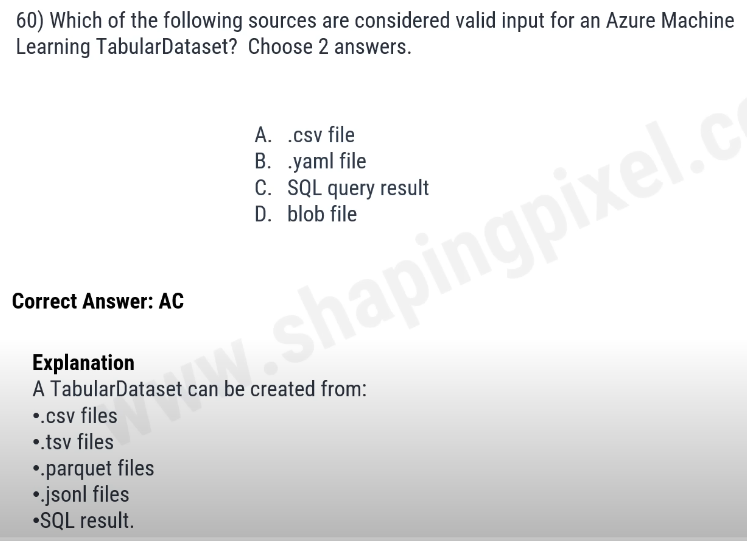 60) Which of the following sources are considered valid input for an Azure Machine
Learning TabularDataset? Choose 2 answers.
A. .csv file
B. .yaml file
C. SQL query result
D. blob file
Correct Answer: AC
Explanation
A TabularDataset can be created from:
•.csv files
•.tsv files
•.parquet files
•.jsonl files
•SQL result.
www.shapingpixel.c